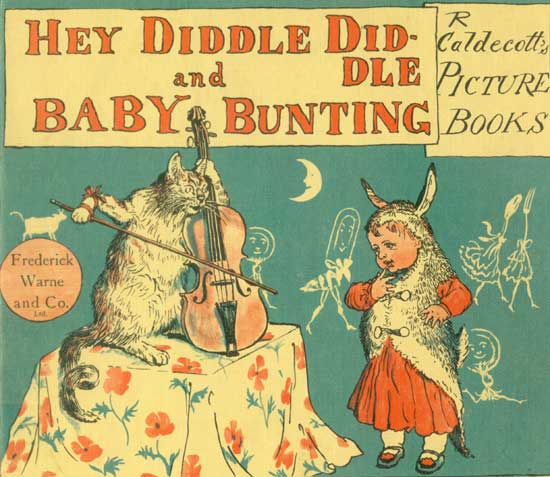 HEY DIDDLE DID-
DLE
and
BABY BUNTING
R
Caldecott's
PICTURE
BOOKS
Frederick
Warne
and Co.
Ltd.